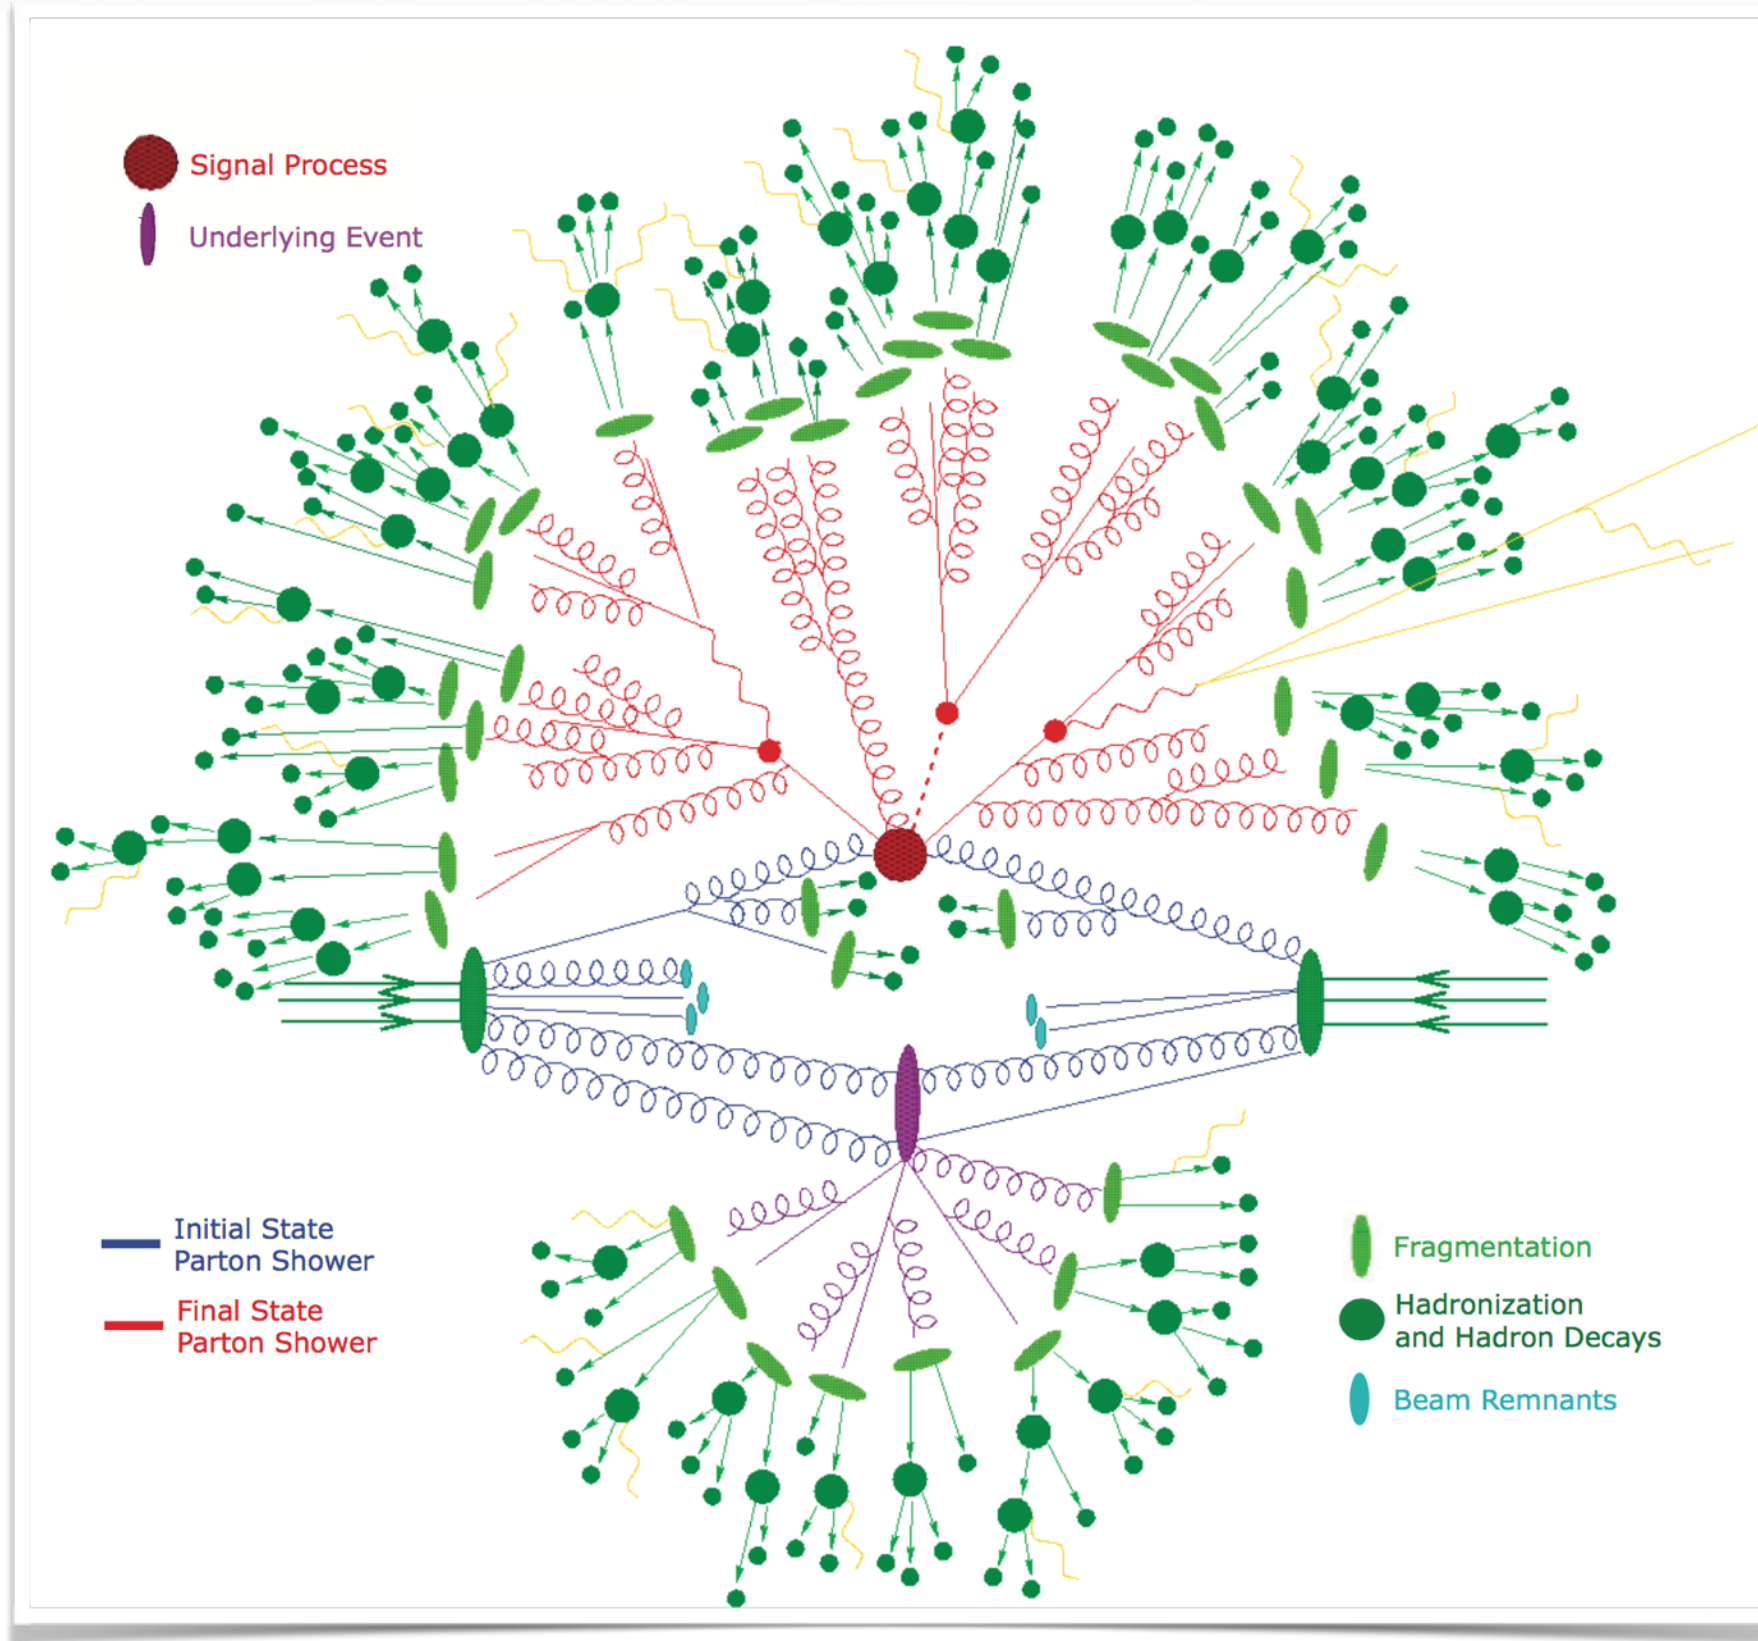 Signal Process
Underlying Event
Initial State
Parton Shower
Final State
Parton Shower
Fragmentation
Hadronization
and Hadron Decays
Beam Remnants